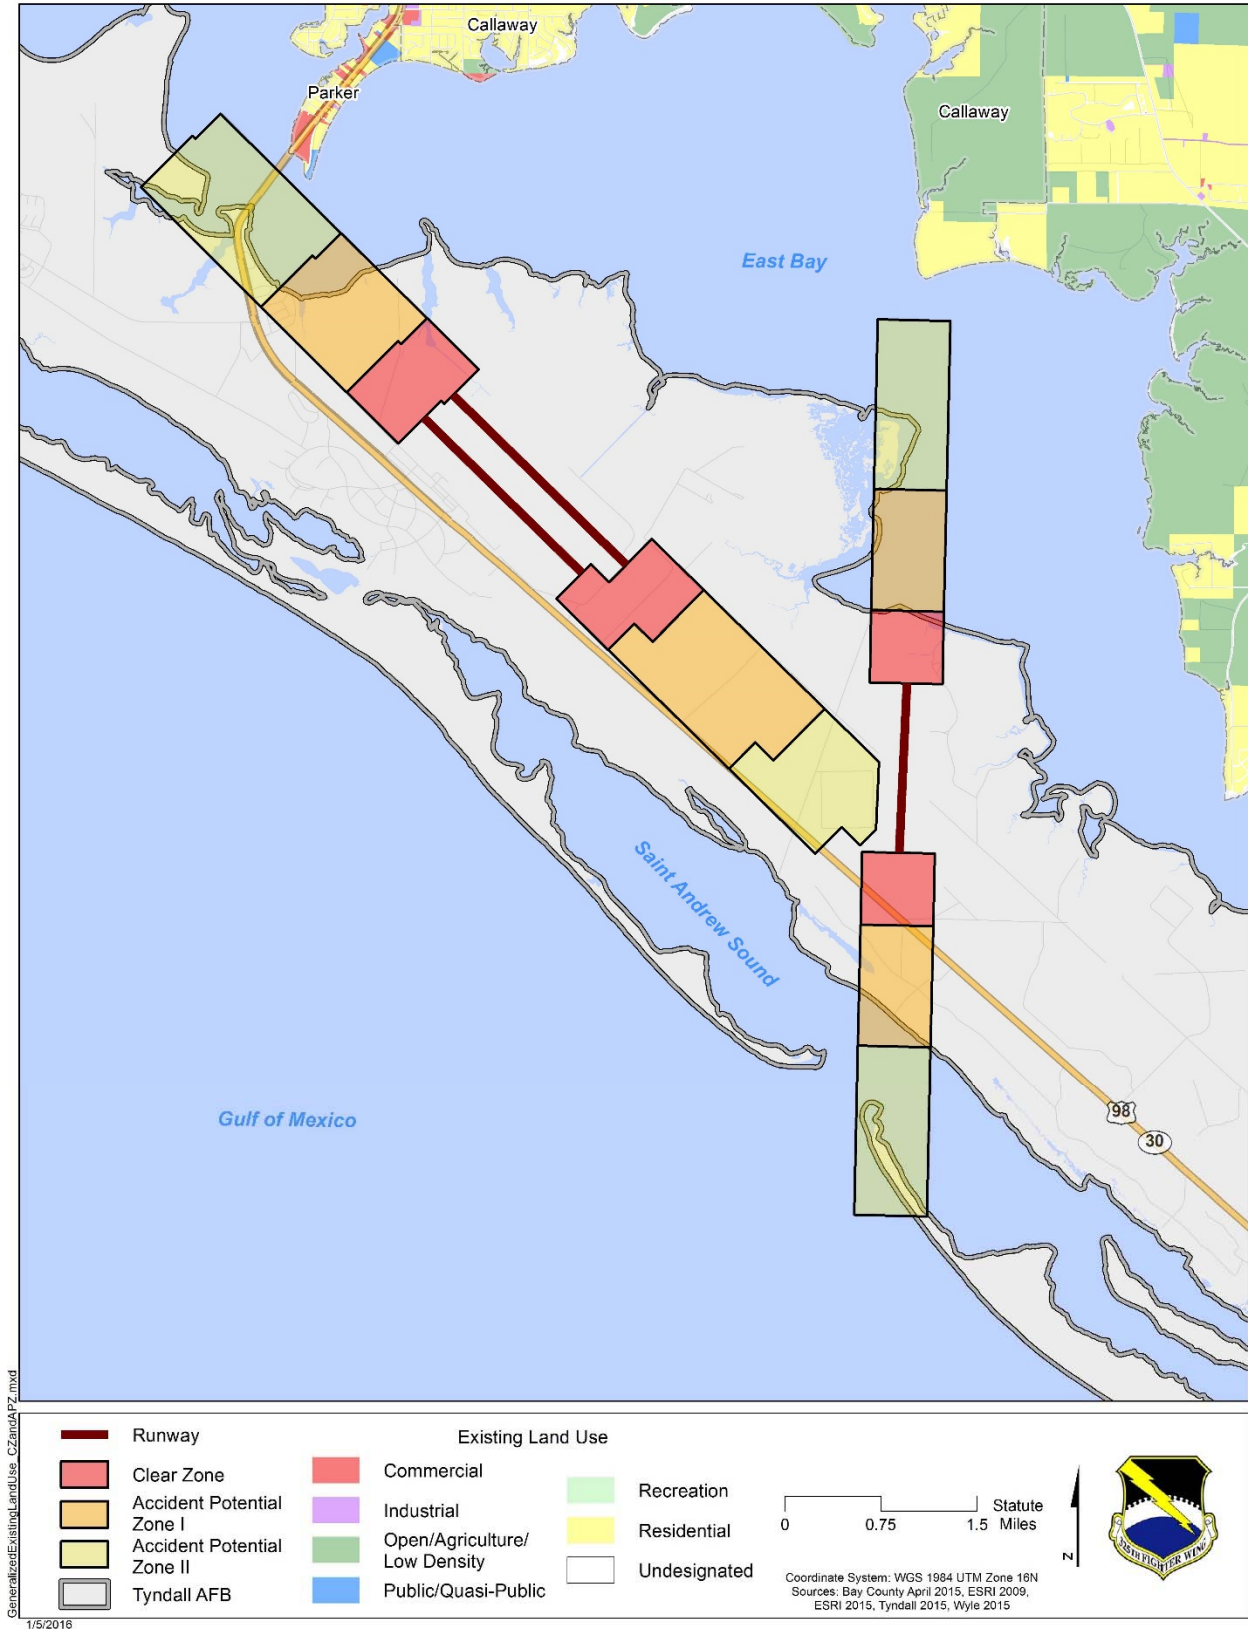 Callaway
Parker
Callaway
East Bay
Saint Andrew Sound
Gulf of Mexico
98
30
GeneralizedExistingLandUse_CZandAPZ.mxd
Runway
Clear Zone
Accident Potential
Zone I
Accident Potential
Zone II
Tyndall AFB
Existing Land Use
Commercial
Industrial
Open/Agriculture/
Low Density
Public/Quasi-Public
Recreation
Residential
Undesignated
0 0.75 1.5
Statute
Miles
N
325TH FIGHTER WING
Coordinate System: WGS 1984 UTM Zone 16N
Sources: Bay County April 2015, ESRI 2009,
ESRI 2015, Tyndall 2015, Wyle 2015
1/5/2016